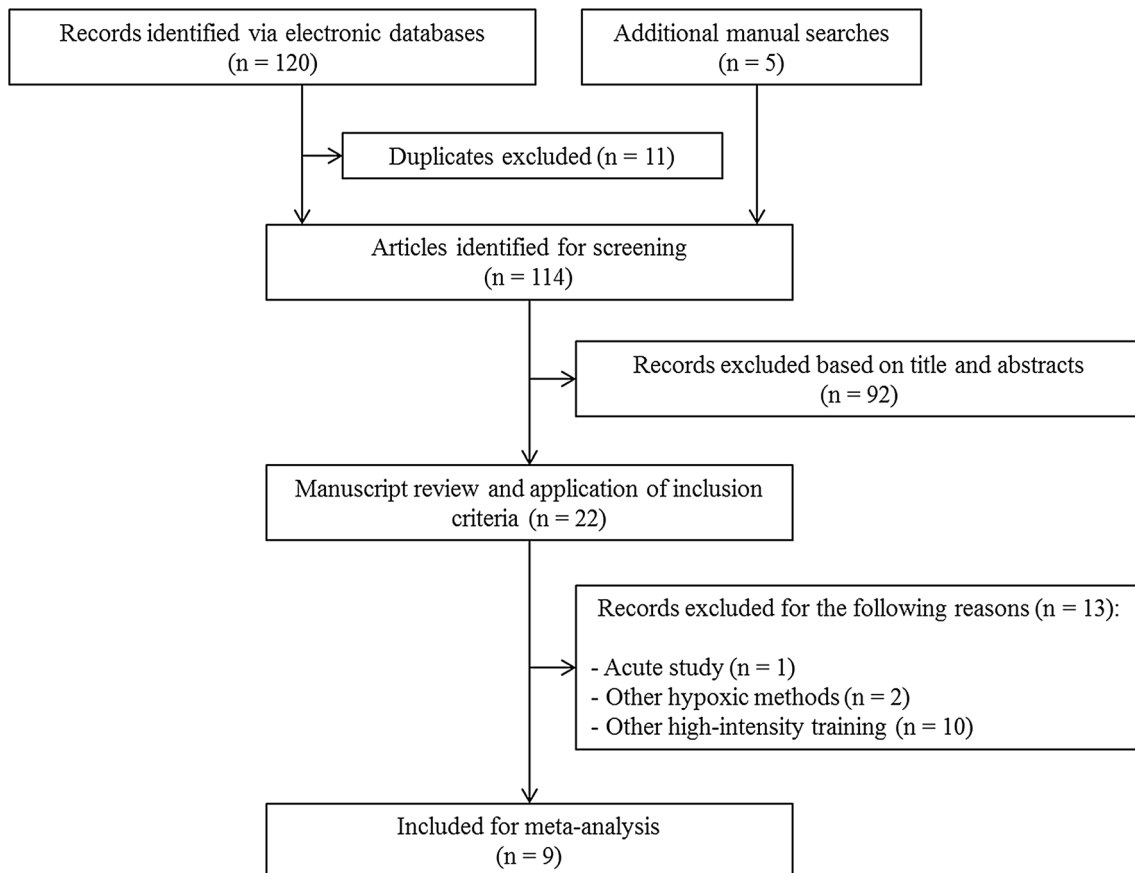 Records identified via electronic databases
(n = 120)
Additional manual searches
(n = 5)
Duplicates excluded (n = 11)
Articles identified for screening
(n = 114)
Records excluded based on title and abstracts
(n = 92)
Manuscript review and application of inclusion
criteria (n = 22)
Records excluded for the following reasons (n = 13):
- Acute study (n = 1)
- Other hypoxic methods (n = 2)
- Other high-intensity training (n = 10)
Included for meta-analysis
(n = 9)